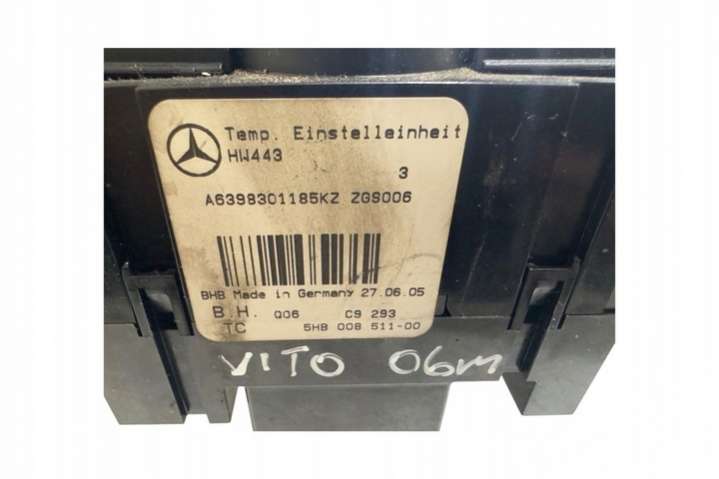 Temp. Einstelleinheit
HW443
3
A6398301185KZ ZGS006
BHB Made in Germany 27.06.05
B.H. Q06 C9 293
TC 5HB 008 511-00
VITO 06M